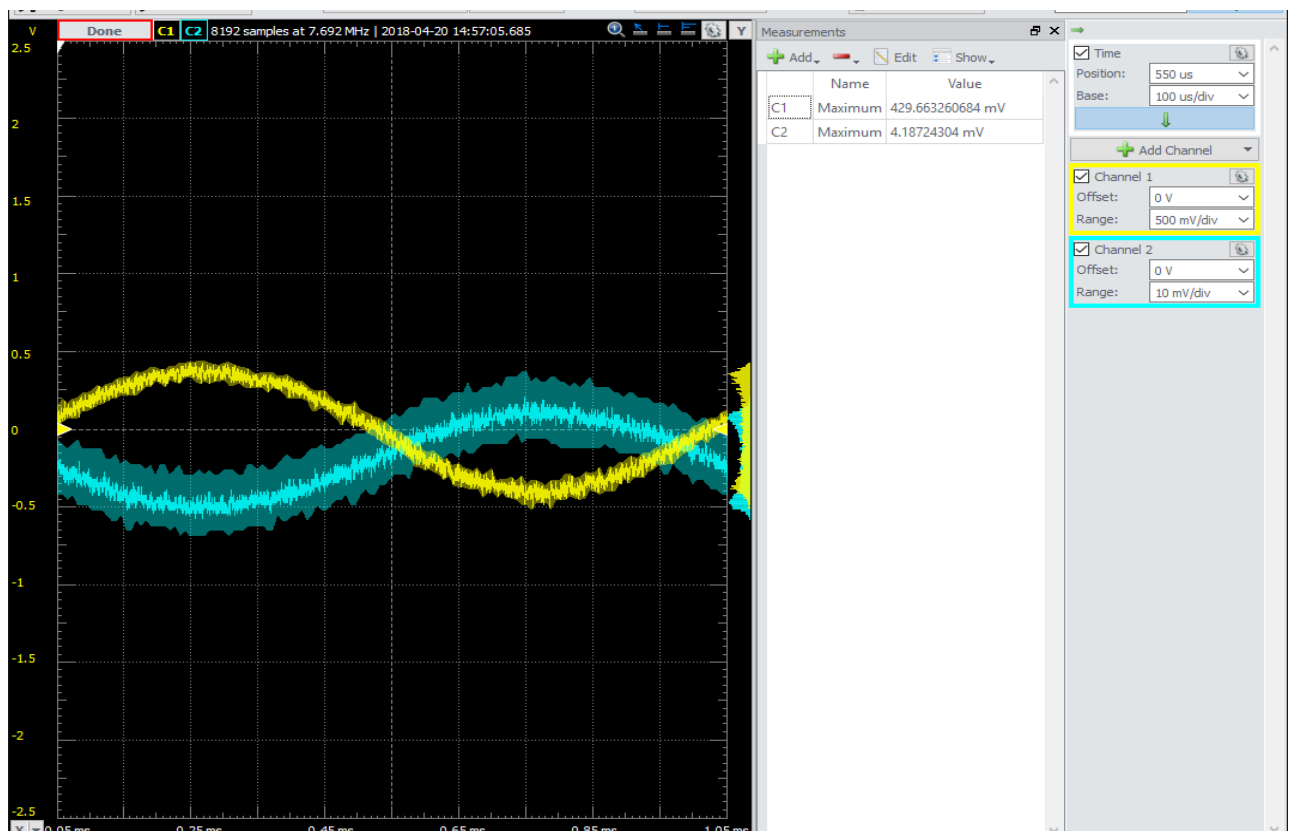 V Done C1 C2 8192 samples at 7.692 MHz | 2018-04-20 14:57:05.685 Y
2.5
2
1.5
1
0.5
0
-0.5
-1
-1.5
-2
-2.5
X 0.25 ms 0.45 ms 0.65 ms 0.85 ms 1.05 ms
Measurements
Add Edit Show
Name Value
C1 Maximum 429.663260684 mV
C2 Maximum 4.18724304 mV
Time
Position: 550 us
Base: 100 us/div
Add Channel
Channel 1
Offset: 0 V
Range: 500 mV/div
Channel 2
Offset: 0 V
Range: 10 mV/div